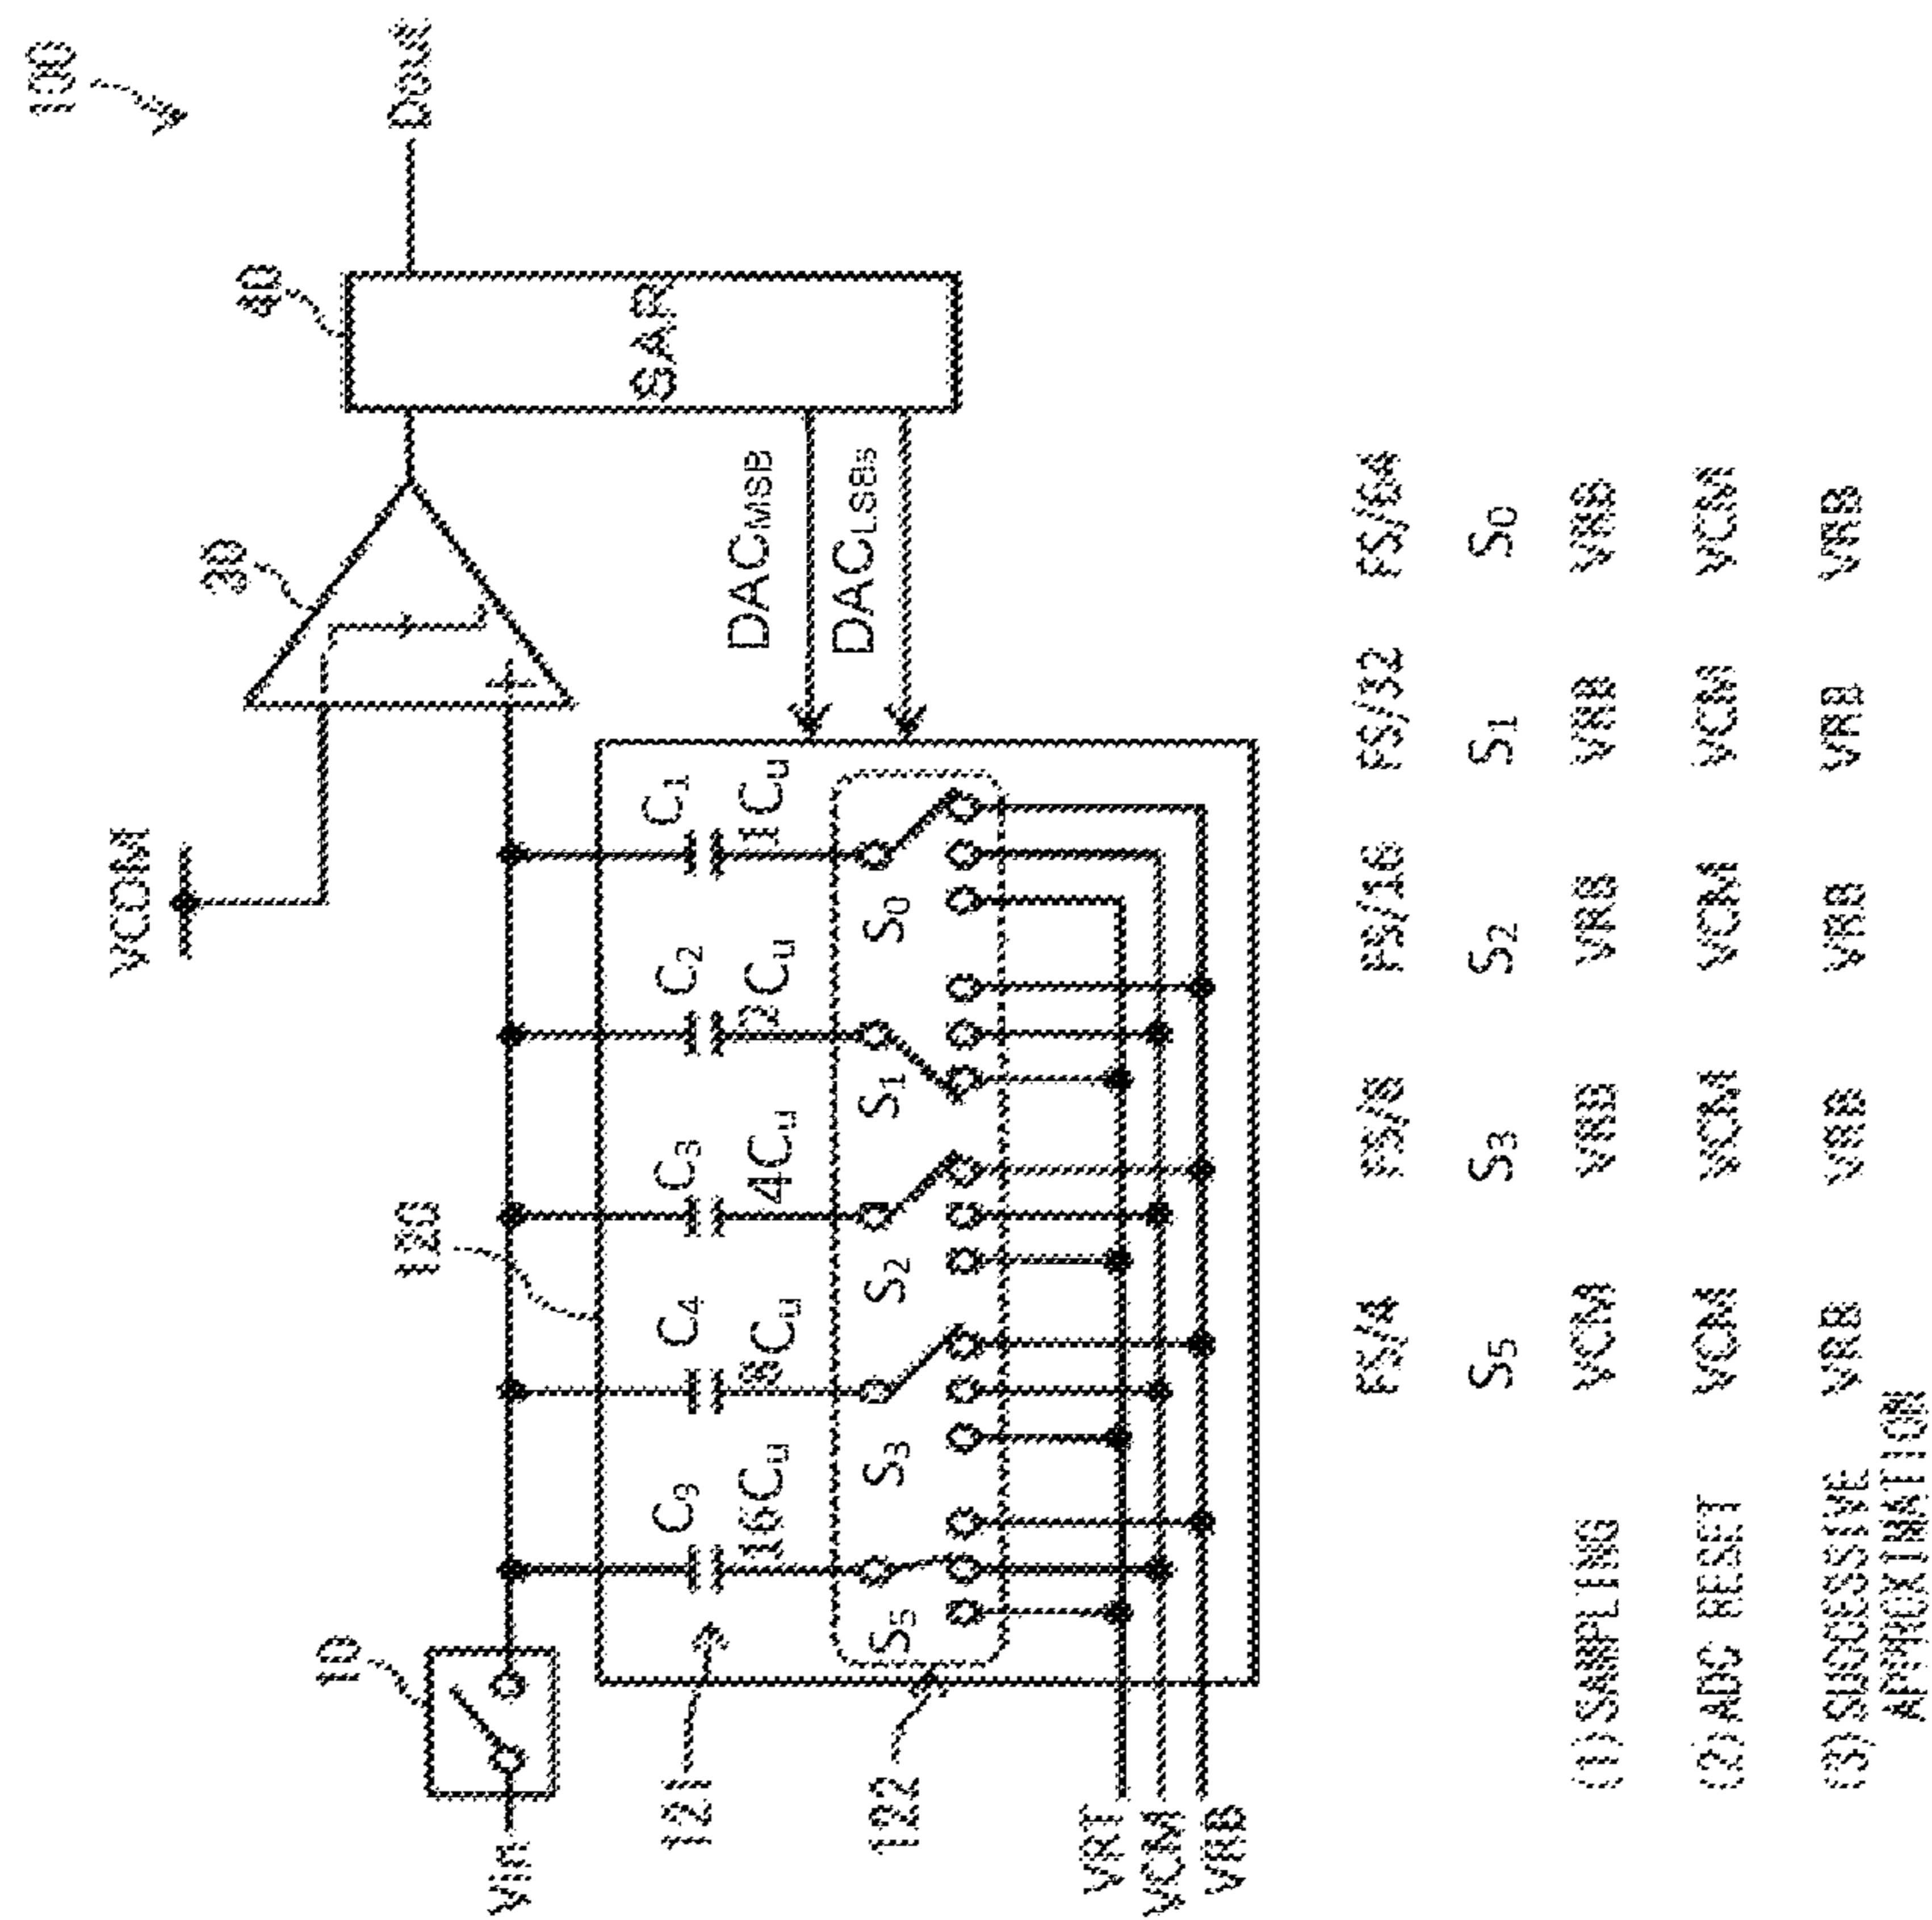 100
VCOM
30
40
Dout
10
Vin
120
SAR
DACMSB
DACLSBs
121
C9
C4
C3
C2
C1
16Cu
8Cu
4Cu
2Cu
1Cu
122
S5
S3
S2
S1
S0
VRT
VCM
VRB
FS/4 FS/8 FS/16 FS/32 FS/64
S5 S3 S2 S1 S0
(1)SAMPLING VCM VRB VRB VRB VRB
(2)ADC RESET VCM VCM VCM VCM VCM
(3)SUCCESSIVE VRB VRB VRB VRB VRB
APPROXIMATION